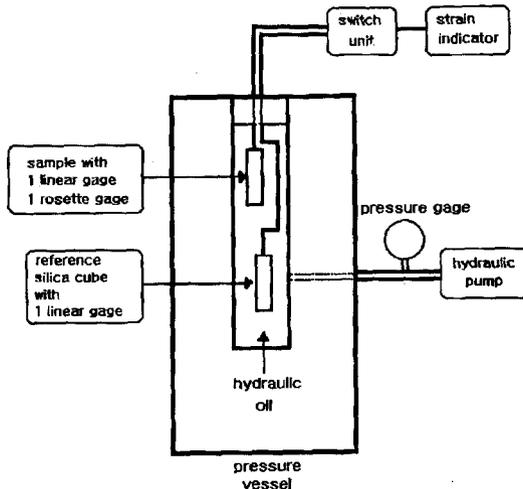 switch
unit
strain
indicator
sample with
1 linear gage
1 rosette gage
pressure gage
reference
silica cube
with
1 linear gage
hydraulic
pump
hydraulic
oil
pressure
vessel